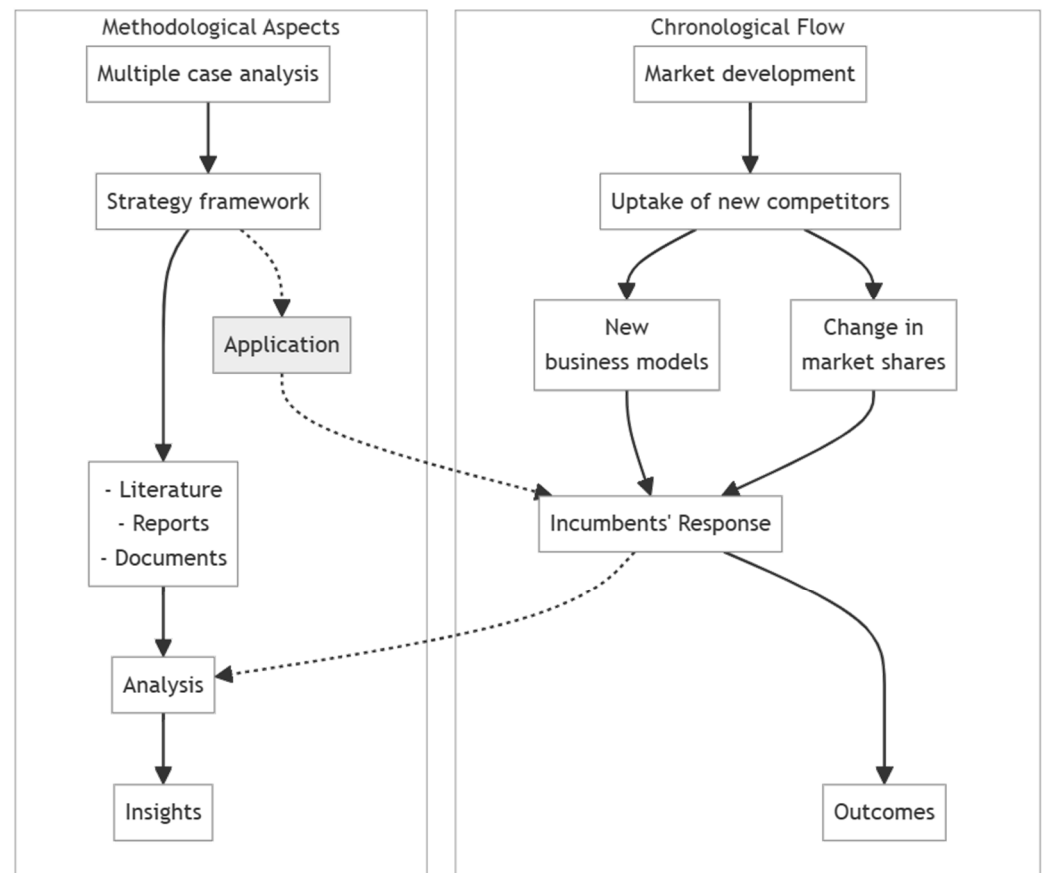 Methodological Aspects
Multiple case analysis
Strategy framework
Application
- Literature
- Reports
- Documents
Analysis
Insights
Chronological Flow
Market development
Uptake of new competitors
New
business models
Change in
market shares
Incumbents' Response
Outcomes